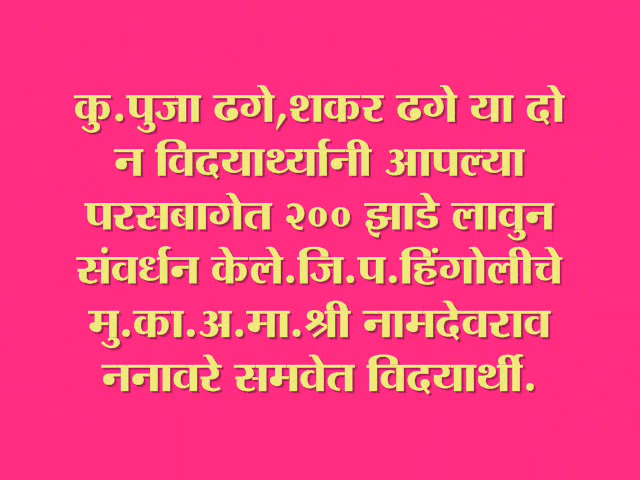 कु.पुजा ढगे,शकर ढगे या दो
न विदयार्थ्यानी आपल्या
परसबागेत २०० झाडे लावुन
संवर्धन केले.जि.प.हिंगोलीचे
मु.का.अ.मा.श्री नामदेवराव
ननावरे समवेत विदयार्थी.